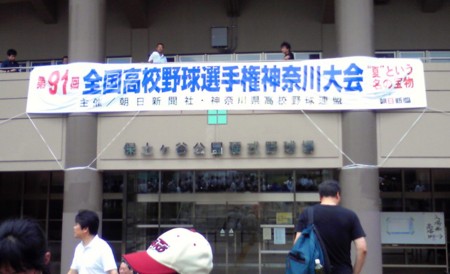 第91回 全国高校野球選手権神奈川大会
主催／朝日新聞社・神奈川県高校野球連盟
"夏"という
名の宝物
朝日新聞
保土ヶ谷公園硬式野球場